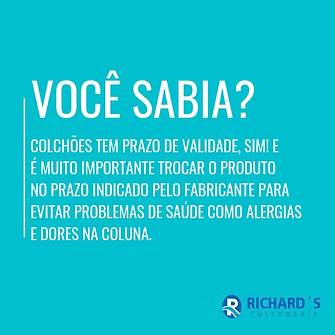 VOCÊ SABIA?
COLCHÕES TEM PRAZO DE VALIDADE, SIM! E
É MUITO IMPORTANTE TROCAR O PRODUTO
NO PRAZO INDICADO PELO FABRICANTE PARA
EVITAR PROBLEMAS DE SAÚDE COMO ALERGIAS
E DORES NA COLUNA.
RICHARD´S
COLCHOARIA